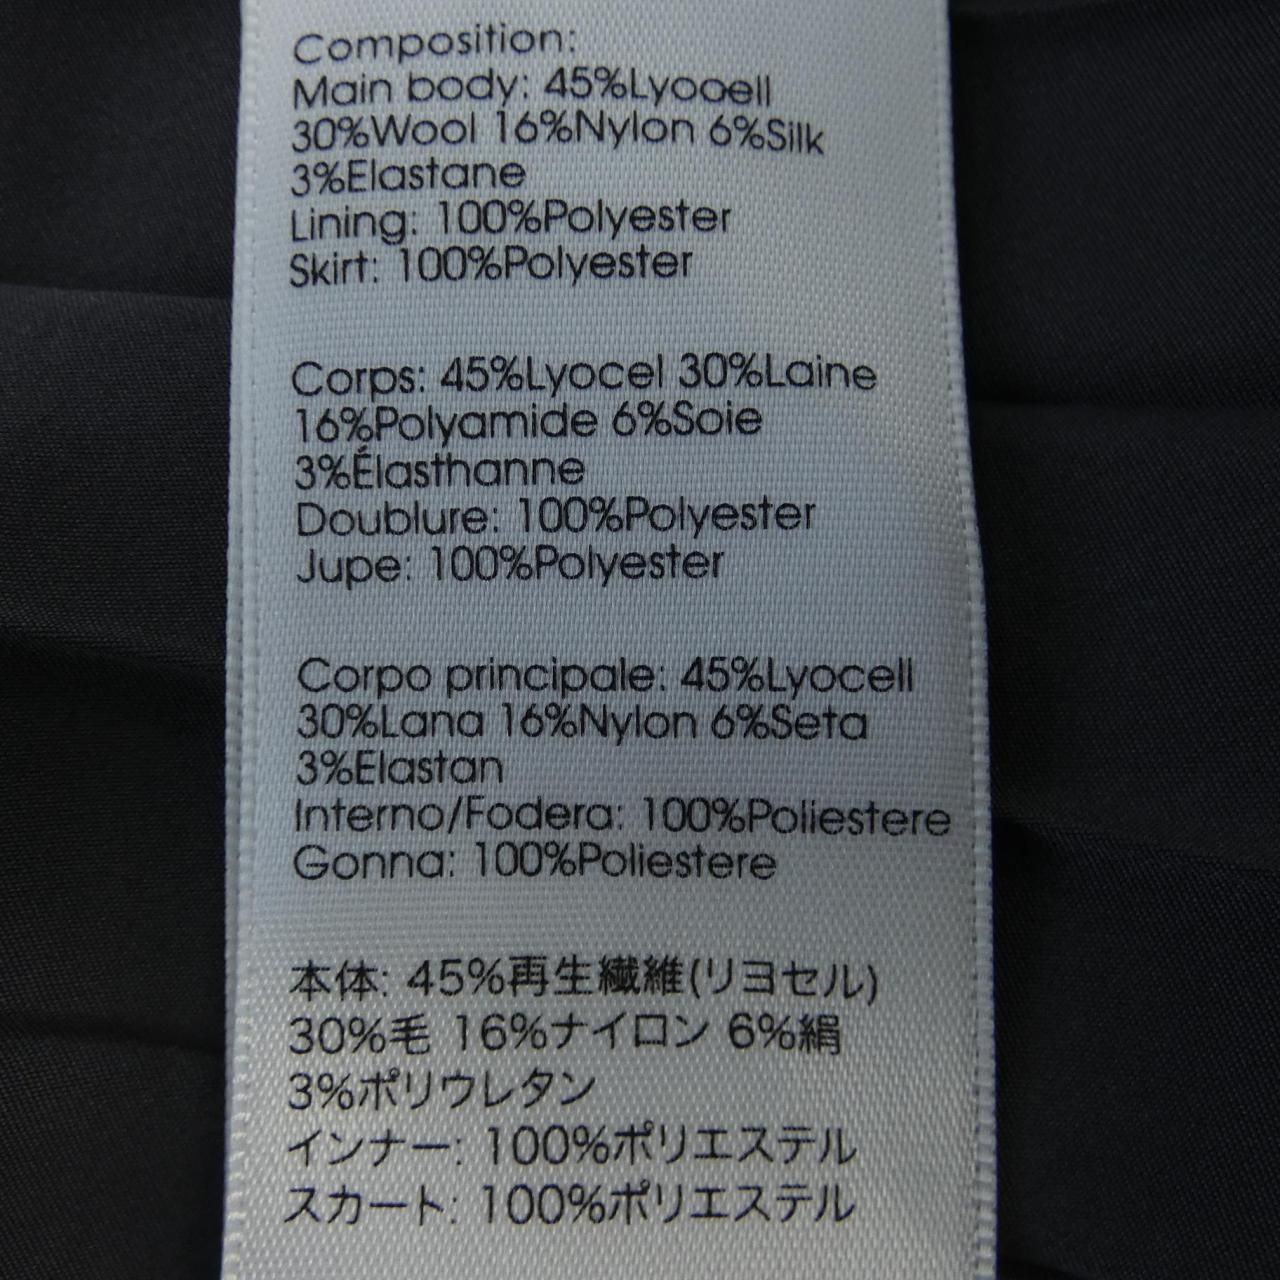 Composition:
Main body: 45%Lyocell
30%Wool 16%Nylon 6%Silk
3%Elastane
Lining: 100%Polyester
Skirt: 100%Polyester
Corps: 45%Lyocel 30%Laine
16%Polyamide 6%Soie
3%Élasthanne
Doublure: 100%Polyester
Jupe: 100%Polyester
Corpo principale: 45%Lyocell
30%Lana 16%Nylon 6%Seta
3%Elastan
Interno/Fodera: 100%Poliestere
Gonna: 100%Poliestere
本体: 45%再生繊維(リヨセル)
30%毛 16%ナイロン 6%絹
3%ポリウレタン
インナー: 100%ポリエステル
スカート: 100%ポリエステル